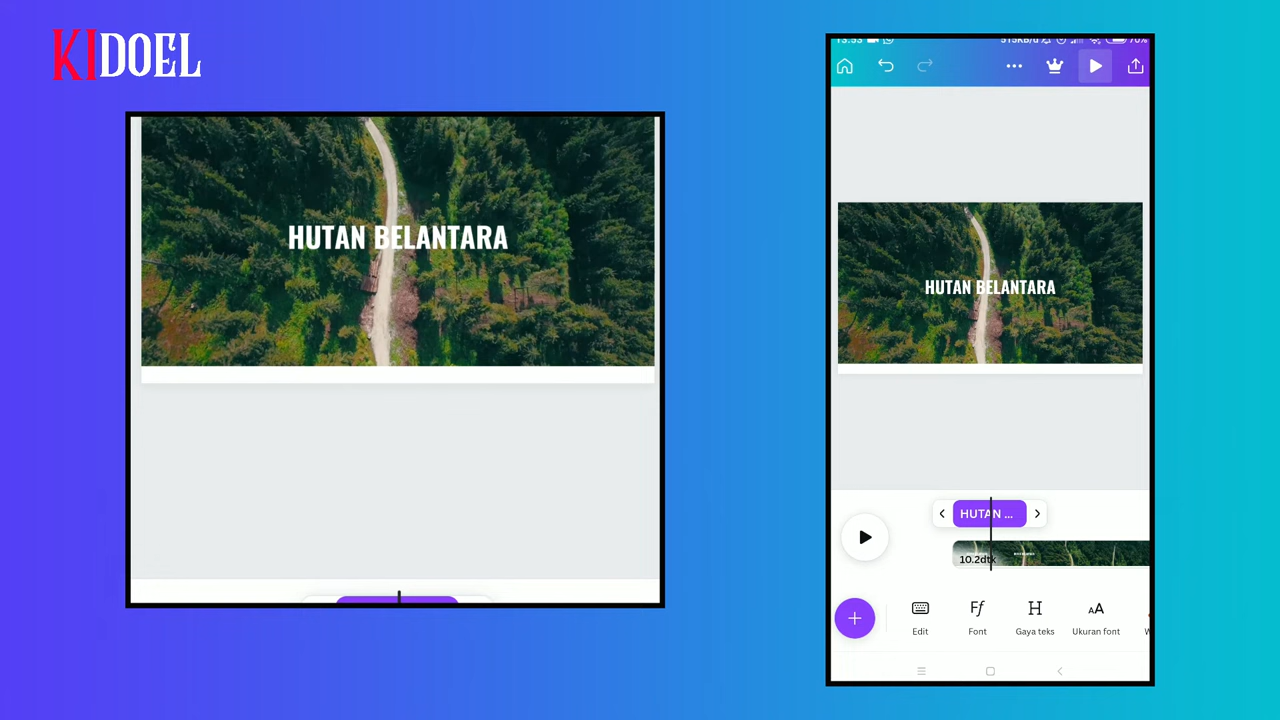 KIDOEL
HUTAN BELANTARA
HUTAN BELANTARA
HUTAN ...
10.2dtk
Edit
Font
Gaya teks
Ukuran font